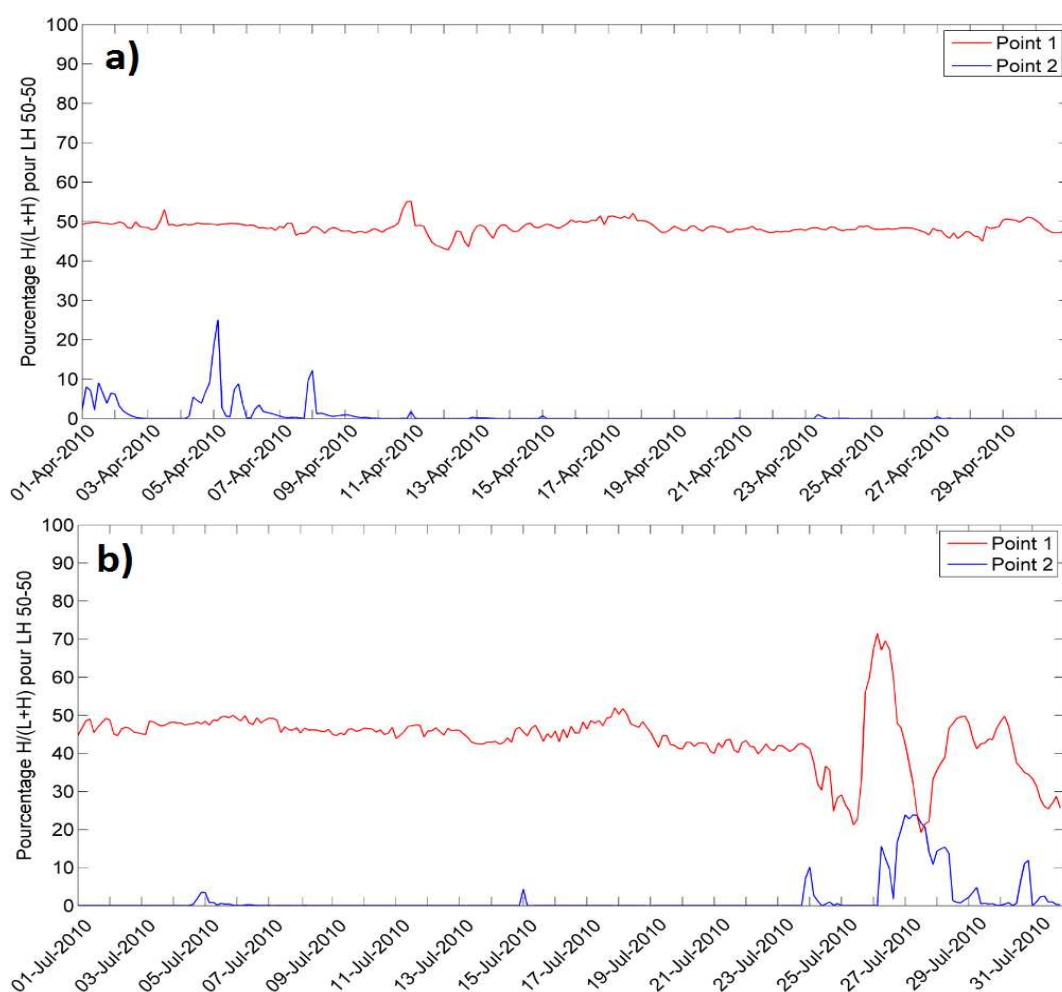 a)
Point 1
Point 2
Pourcentage H/(L+H) pour LH 50-50
100
90
80
70
60
50
40
30
20
10
0
01-Apr-2010
03-Apr-2010
05-Apr-2010
07-Apr-2010
09-Apr-2010
11-Apr-2010
13-Apr-2010
15-Apr-2010
17-Apr-2010
19-Apr-2010
21-Apr-2010
23-Apr-2010
25-Apr-2010
27-Apr-2010
29-Apr-2010
b)
Point 1
Point 2
Pourcentage H/(L+H) pour LH 50-50
100
90
80
70
60
50
40
30
20
10
0
01-Jul-2010
03-Jul-2010
05-Jul-2010
07-Jul-2010
09-Jul-2010
11-Jul-2010
13-Jul-2010
15-Jul-2010
17-Jul-2010
19-Jul-2010
21-Jul-2010
23-Jul-2010
25-Jul-2010
27-Jul-2010
29-Jul-2010
31-Jul-2010